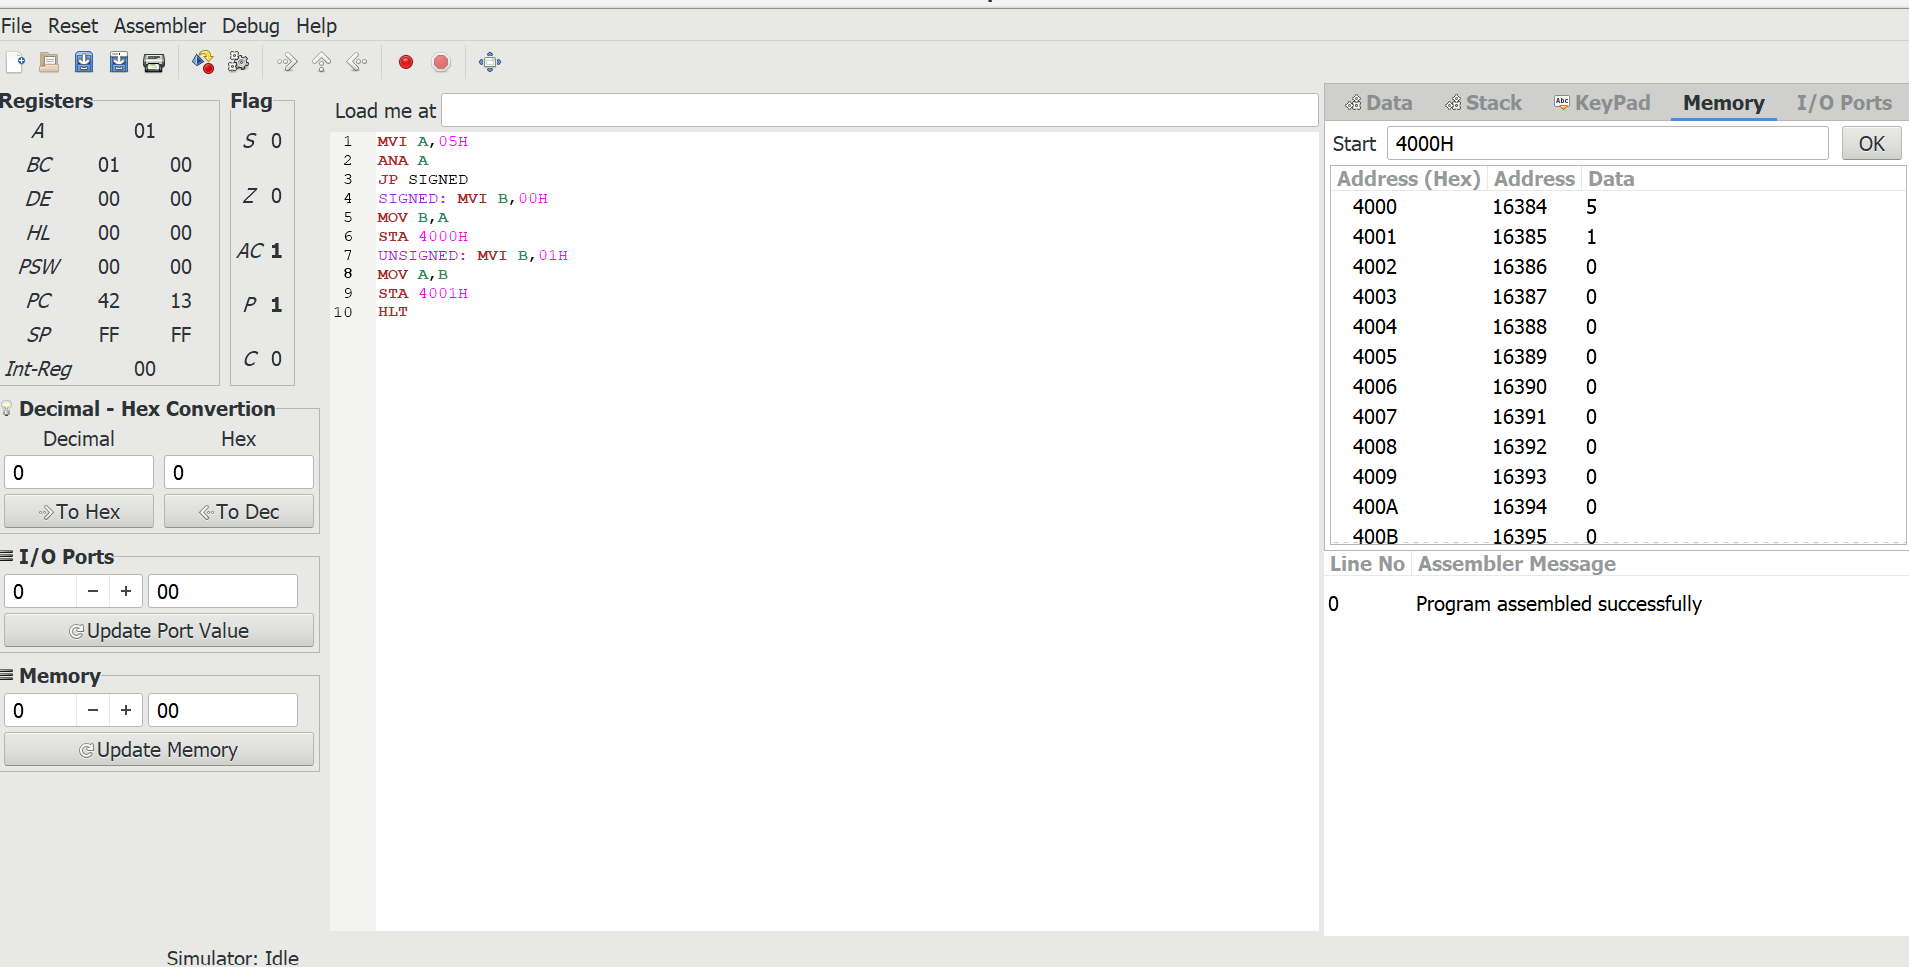 File Reset Assembler Debug Help
Registers
A 01
BC 01 00
DE 00 00
HL 00 00
PSW 00 00
PC 42 13
SP FF FF
Int-Reg 00
Flag
S 0
Z 0
AC 1
P 1
C 0
Decimal - Hex Convertion
Decimal Hex
0 0
To Hex To Dec
I/O Ports
0 − + 00
Update Port Value
Memory
0 − + 00
Update Memory
Simulator: Idle
Load me at
1 MVI A,05H
2 ANA A
3 JP SIGNED
4 SIGNED: MVI B,00H
5 MOV B,A
6 STA 4000H
7 UNSIGNED: MVI B,01H
8 MOV A,B
9 STA 4001H
10 HLT
Data Stack Abc KeyPad Memory I/O Ports
Start 4000H OK
Address (Hex) Address Data
4000 16384 5
4001 16385 1
4002 16386 0
4003 16387 0
4004 16388 0
4005 16389 0
4006 16390 0
4007 16391 0
4008 16392 0
4009 16393 0
400A 16394 0
400B 16395 0
Line No Assembler Message
0 Program assembled successfully